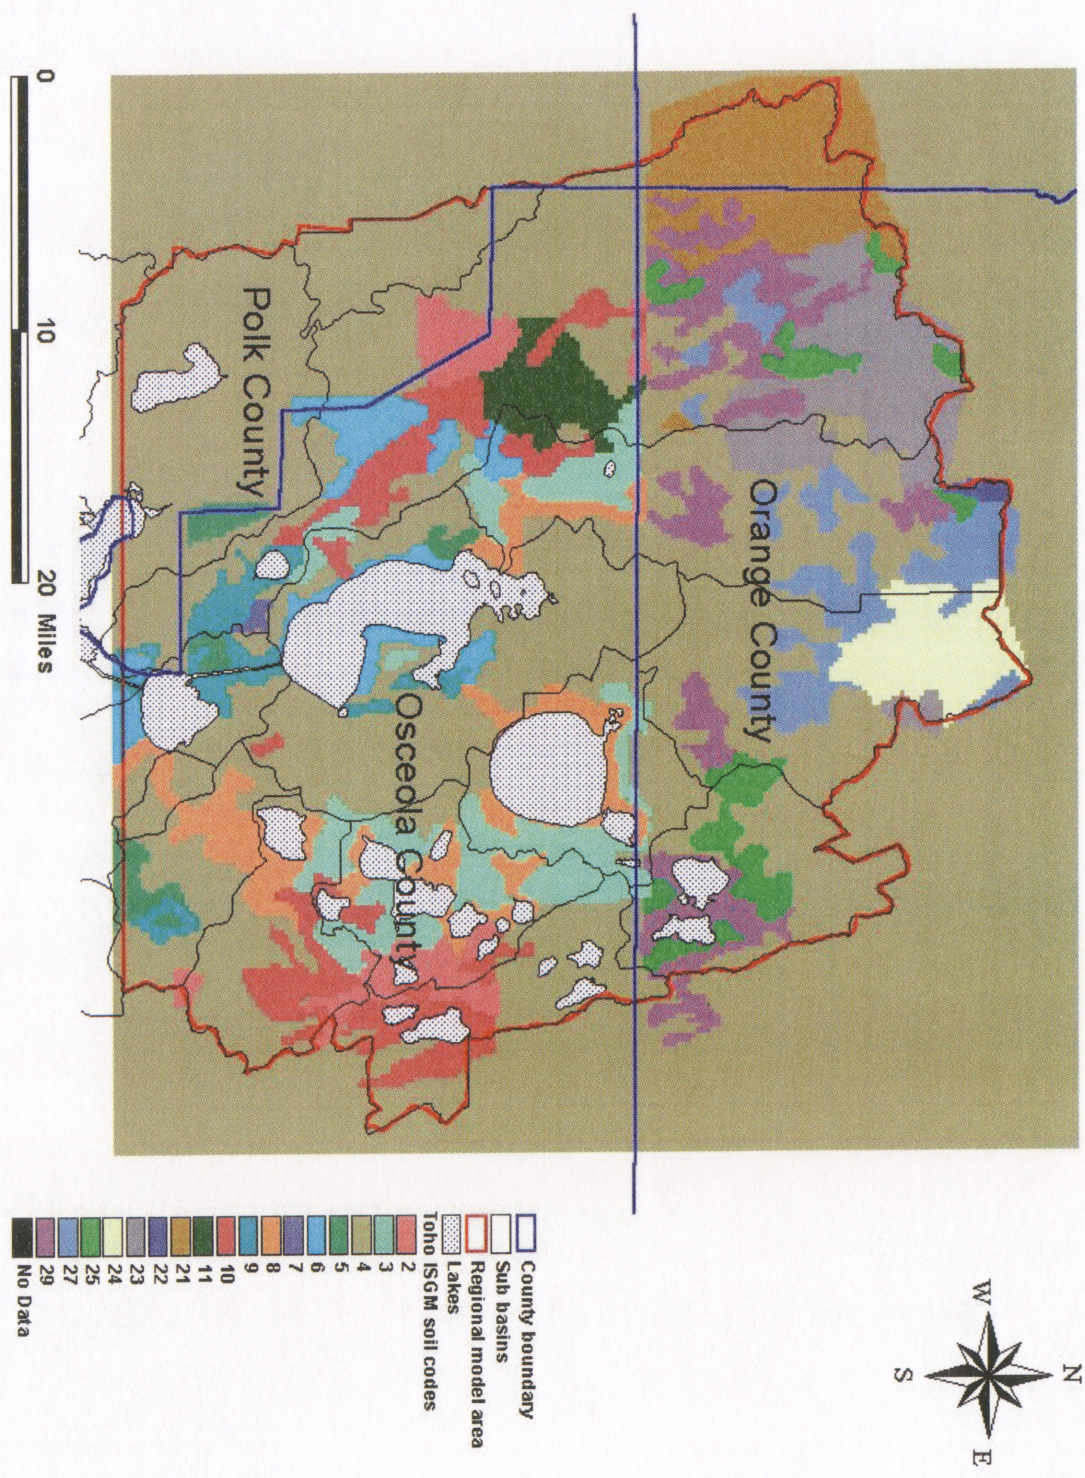 Orange County
Osceola County
Polk County
0 10 20 Miles
N
W E
S
County boundary
Sub basins
Regional model area
Lakes
Toho ISGM soil codes
2
3
4
5
6
7
8
9
10
11
21
22
23
24
25
27
29
No Data